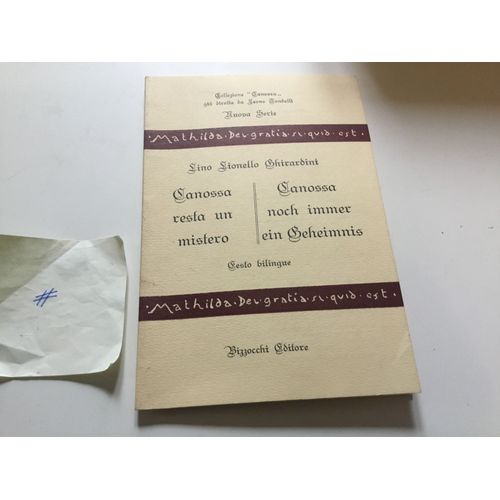 Collezione "Canossa"
già diretta da Leone Tondelli
Nuova Serie
Mathilda · Dei · gratia · si · quid · est ·
Lino Lionello Ghirardini
Canossa
resta un
mistero
Canossa
noch immer
ein Geheimnis
Testo bilingue
Mathilda · Dei · gratia · si · quid · est ·
Bizzocchi Editore
#